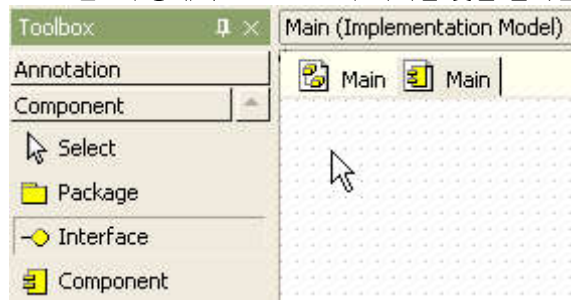 Toolbox
Main (Implementation Model)
Annotation
Main
Main
Component
Select
Package
Interface
Component